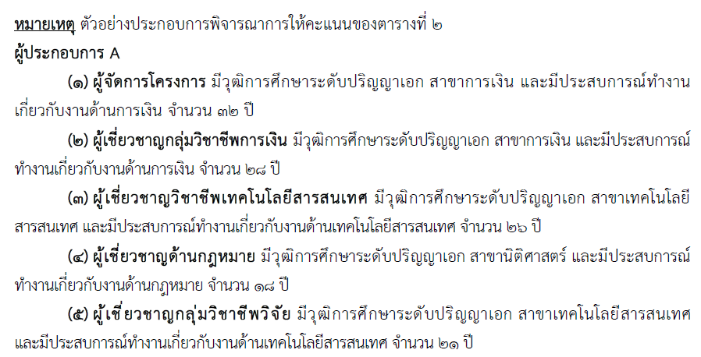 หมายเหตุ ตัวอย่างประกอบการพิจารณาการให้คะแนนของตารางที่ ๒
ผู้ประกอบการ A
(๑) ผู้จัดการโครงการ มีวุฒิการศึกษาระดับปริญญาเอก สาขาการเงิน และมีประสบการณ์ทำงาน
เกี่ยวกับงานด้านการเงิน จำนวน ๓๒ ปี
(๒) ผู้เชี่ยวชาญกลุ่มวิชาชีพการเงิน มีวุฒิการศึกษาระดับปริญญาเอก สาขาการเงิน และมีประสบการณ์
ทำงานเกี่ยวกับงานด้านการเงิน จำนวน ๒๘ ปี
(๓) ผู้เชี่ยวชาญวิชาชีพเทคโนโลยีสารสนเทศ มีวุฒิการศึกษาระดับปริญญาเอก สาขาเทคโนโลยี
สารสนเทศ และมีประสบการณ์ทำงานเกี่ยวกับงานด้านเทคโนโลยีสารสนเทศ จำนวน ๒๖ ปี
(๔) ผู้เชี่ยวชาญด้านกฎหมาย มีวุฒิการศึกษาระดับปริญญาเอก สาขานิติศาสตร์ และมีประสบการณ์
ทำงานเกี่ยวกับงานด้านกฎหมาย จำนวน ๑๘ ปี
(๕) ผู้เชี่ยวชาญกลุ่มวิชาชีพวิจัย มีวุฒิการศึกษาระดับปริญญาเอก สาขาเทคโนโลยีสารสนเทศ
และมีประสบการณ์ทำงานเกี่ยวกับงานด้านเทคโนโลยีสารสนเทศ จำนวน ๒๑ ปี